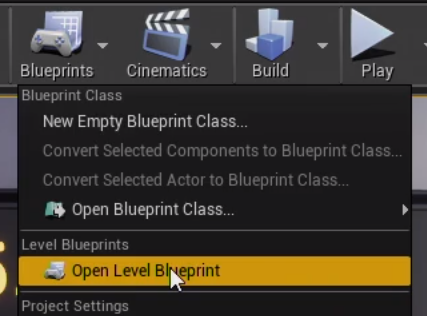 Blueprints Cinematics Build Play
Blueprint Class
New Empty Blueprint Class...
Convert Selected Components to Blueprint Class...
Convert Selected Actor to Blueprint Class...
Open Blueprint Class...
Level Blueprints
Open Level Blueprint
Project Settings